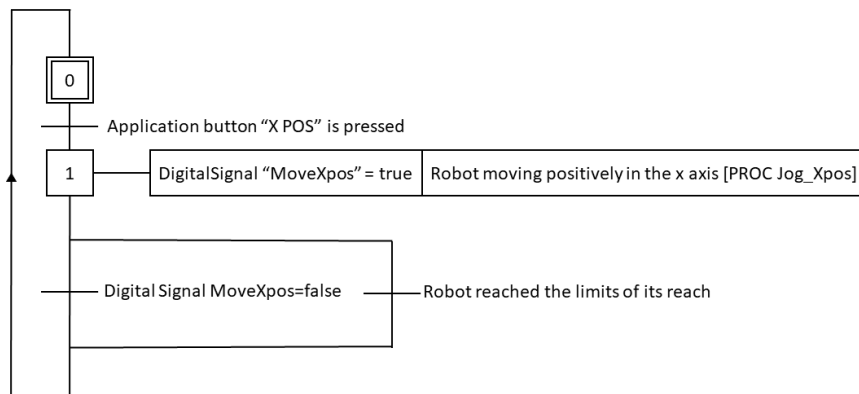 0
Application button “X POS” is pressed
1
DigitalSignal “MoveXpos” = true
Robot moving positively in the x axis [PROC Jog_Xpos]
Digital Signal MoveXpos=false
Robot reached the limits of its reach